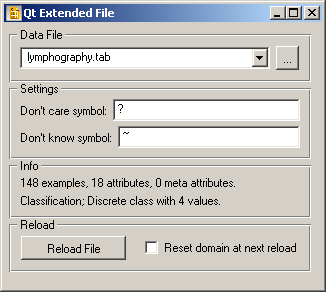 Qt Extended File
Data File
lymphography.tab
...
Settings
Don't care symbol: ?
Don't know symbol: ~
Info
148 examples, 18 attributes, 0 meta attributes.
Classification; Discrete class with 4 values.
Reload
Reload File Reset domain at next reload